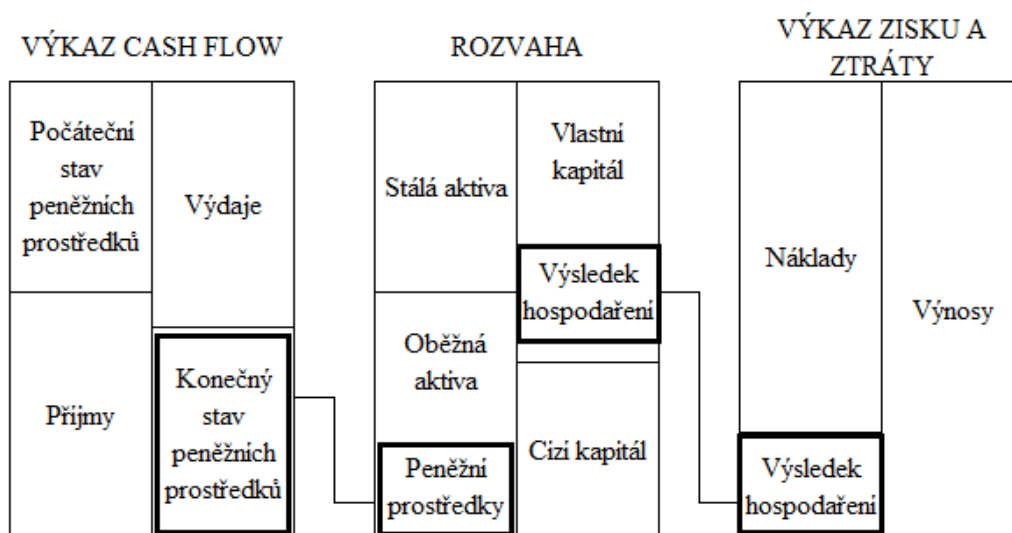 VÝKAZ CASH FLOW
Počáteční
stav
peněžních
prostředků
Výdaje
Příjmy
Konečný
stav
peněžních
prostředků
ROZVAHA
Stálá aktiva
Vlastní
kapitál
Výsledek
hospodaření
Oběžná
aktiva
Peněžní
prostředky
Cizí kapitál
VÝKAZ ZISKU A
ZTRÁTY
Náklady
Výnosy
Výsledek
hospodaření